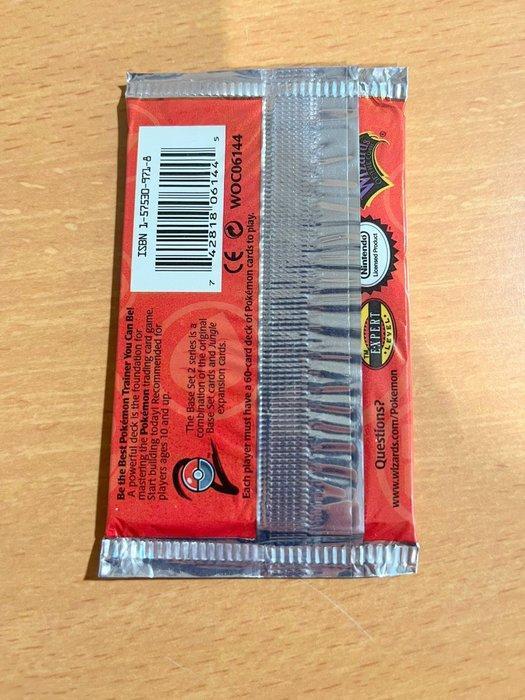 Be the Best Pokémon Trainer You Can Be!
A powerful deck is the foundation for
mastering the Pokémon trading card game.
Start building today! Recommended for
players ages 10 and up.
The Base Set 2 series is a
combination of the original
Base Set cards and Jungle
expansion cards.
Each player must have a 60-card deck of Pokémon cards to play.
ISBN 1-57530-971-8
7 42818 06144 5
CE WOC06144
Questions?
www.wizards.com/Pokémon
EXPERT
LEVEL
Nintendo
Licensed Product
Wizards